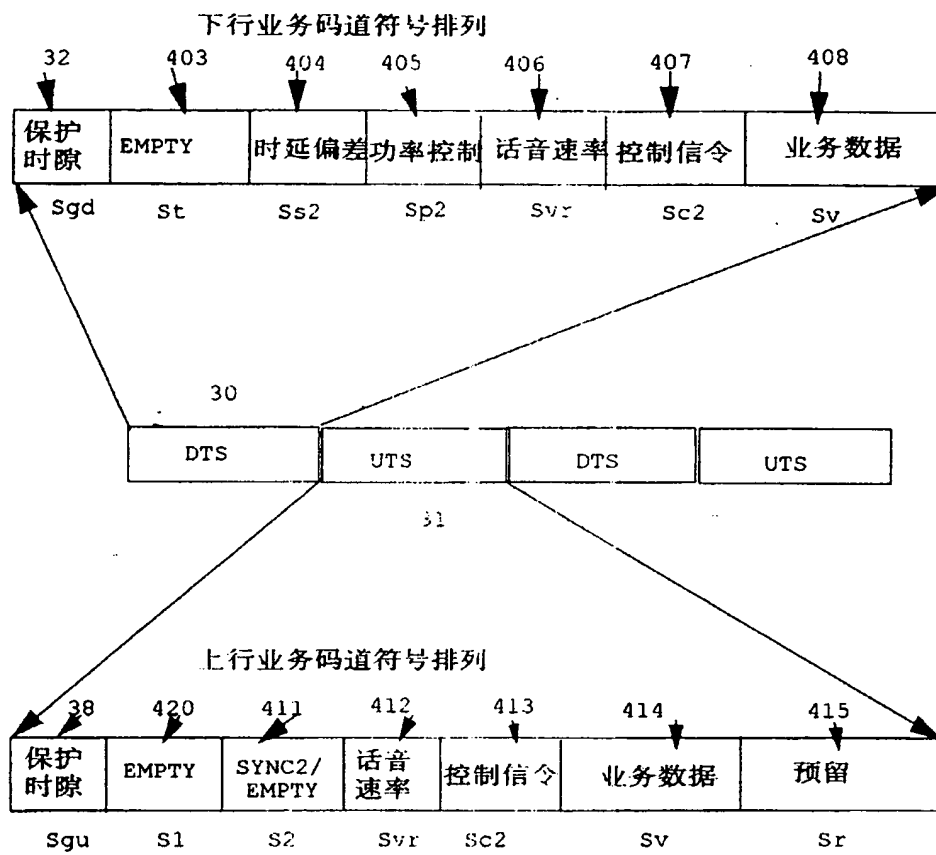 下行业务码道符号排列
32 403 404 405 406 407 408
保护时隙 EMPTY 时延偏差 功率控制 话音速率 控制信令 业务数据
Sgd St Ss2 Sp2 Svr Sc2 Sv
30
DTS UTS DTS UTS
31
上行业务码道符号排列
38 420 411 412 413 414 415
保护时隙 EMPTY SYNC2/EMPTY 话音速率 控制信令 业务数据 预留
Sgu S1 S2 Svr Sc2 Sv Sr